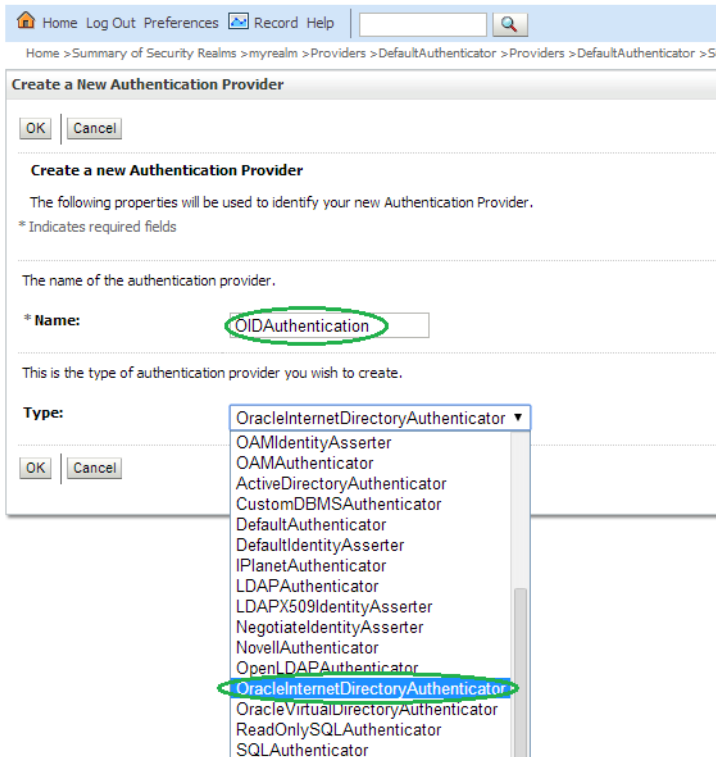 Home Log Out Preferences Record Help
Home >Summary of Security Realms >myrealm >Providers >DefaultAuthenticator >Providers >DefaultAuthenticator >S
Create a New Authentication Provider
OK Cancel
Create a new Authentication Provider
The following properties will be used to identify your new Authentication Provider.
* Indicates required fields
The name of the authentication provider.
* Name: OIDAuthentication
This is the type of authentication provider you wish to create.
Type: OracleInternetDirectoryAuthenticator
OAMIdentityAsserter
OAMAuthenticator
ActiveDirectoryAuthenticator
CustomDBMSAuthenticator
DefaultAuthenticator
DefaultIdentityAsserter
IPlanetAuthenticator
LDAPAuthenticator
LDAPX509IdentityAsserter
NegotiateIdentityAsserter
NovellAuthenticator
OpenLDAPAuthenticator
OracleInternetDirectoryAuthenticator
OracleVirtualDirectoryAuthenticator
ReadOnlySQLAuthenticator
SQLAuthenticator
OK Cancel